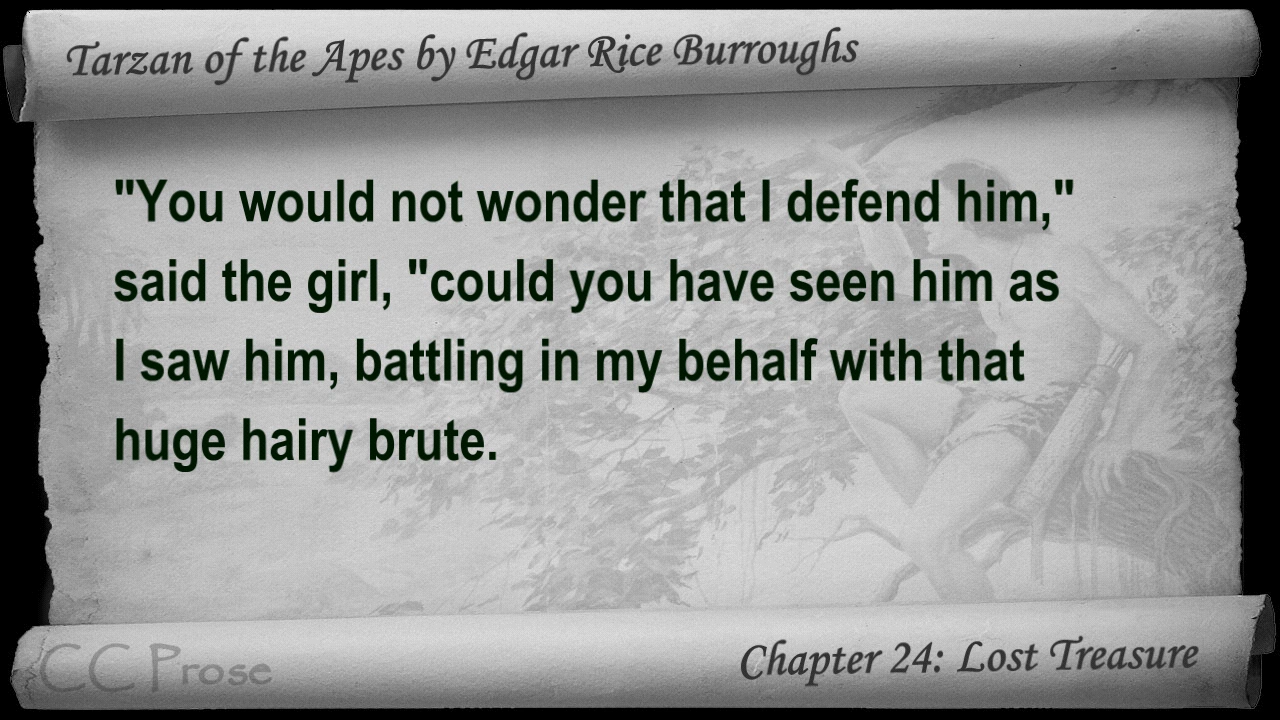 Tarzan of the Apes by Edgar Rice Burroughs
"You would not wonder that I defend him,"
said the girl, "could you have seen him as
I saw him, battling in my behalf with that
huge hairy brute.
CC Prose
Chapter 24: Lost Treasure